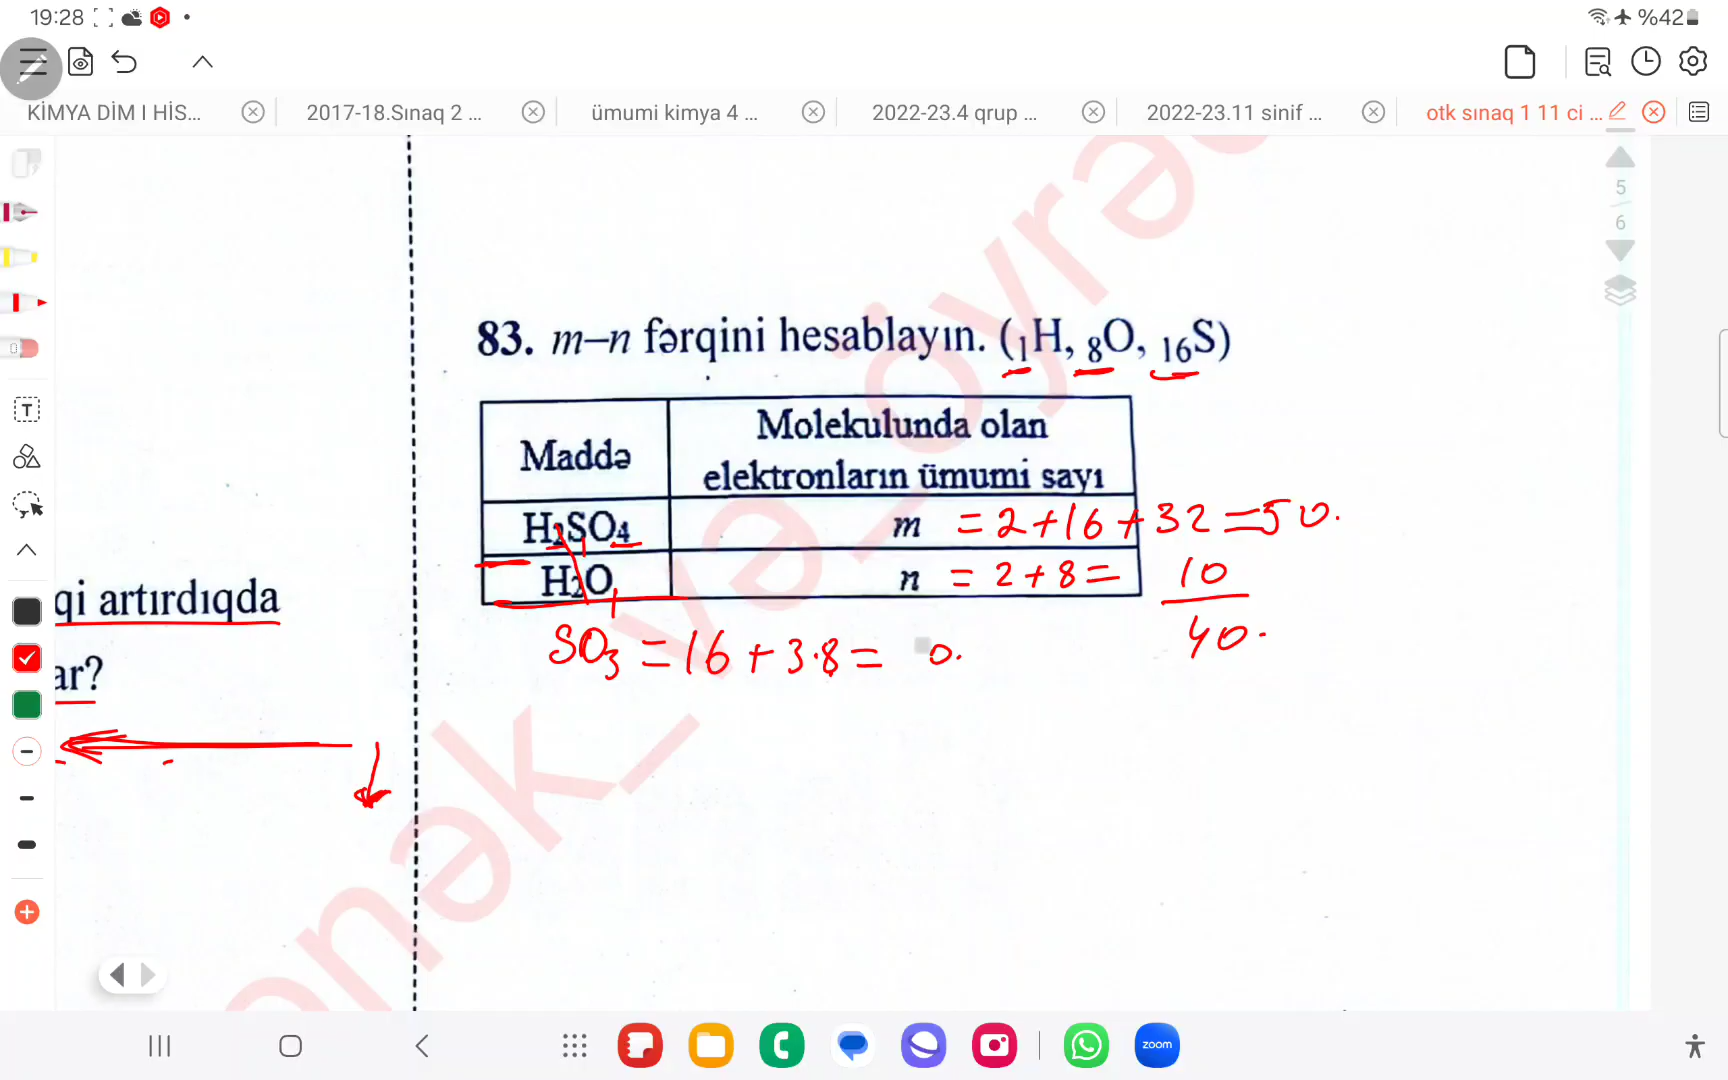 19:28
%42
KİMYA DİM I HİS...
2017-18.Sınaq 2 ...
ümumi kimya 4 ...
2022-23.4 qrup ...
2022-23.11 sinif ...
otk sınaq 1 11 ci ...
5
6
83. m–n fərqini hesablayın. (₁H, ₈O, ₁₆S)
Maddə
Molekulunda olan
elektronların ümumi sayı
H₂SO₄ m = 2+16+32=50.
H₂O n = 2+8= 10
40.
SO₃ = 16+3·8= 0.
qi artırdıqda
ar?
ənək_və_öyrə
T
zoom